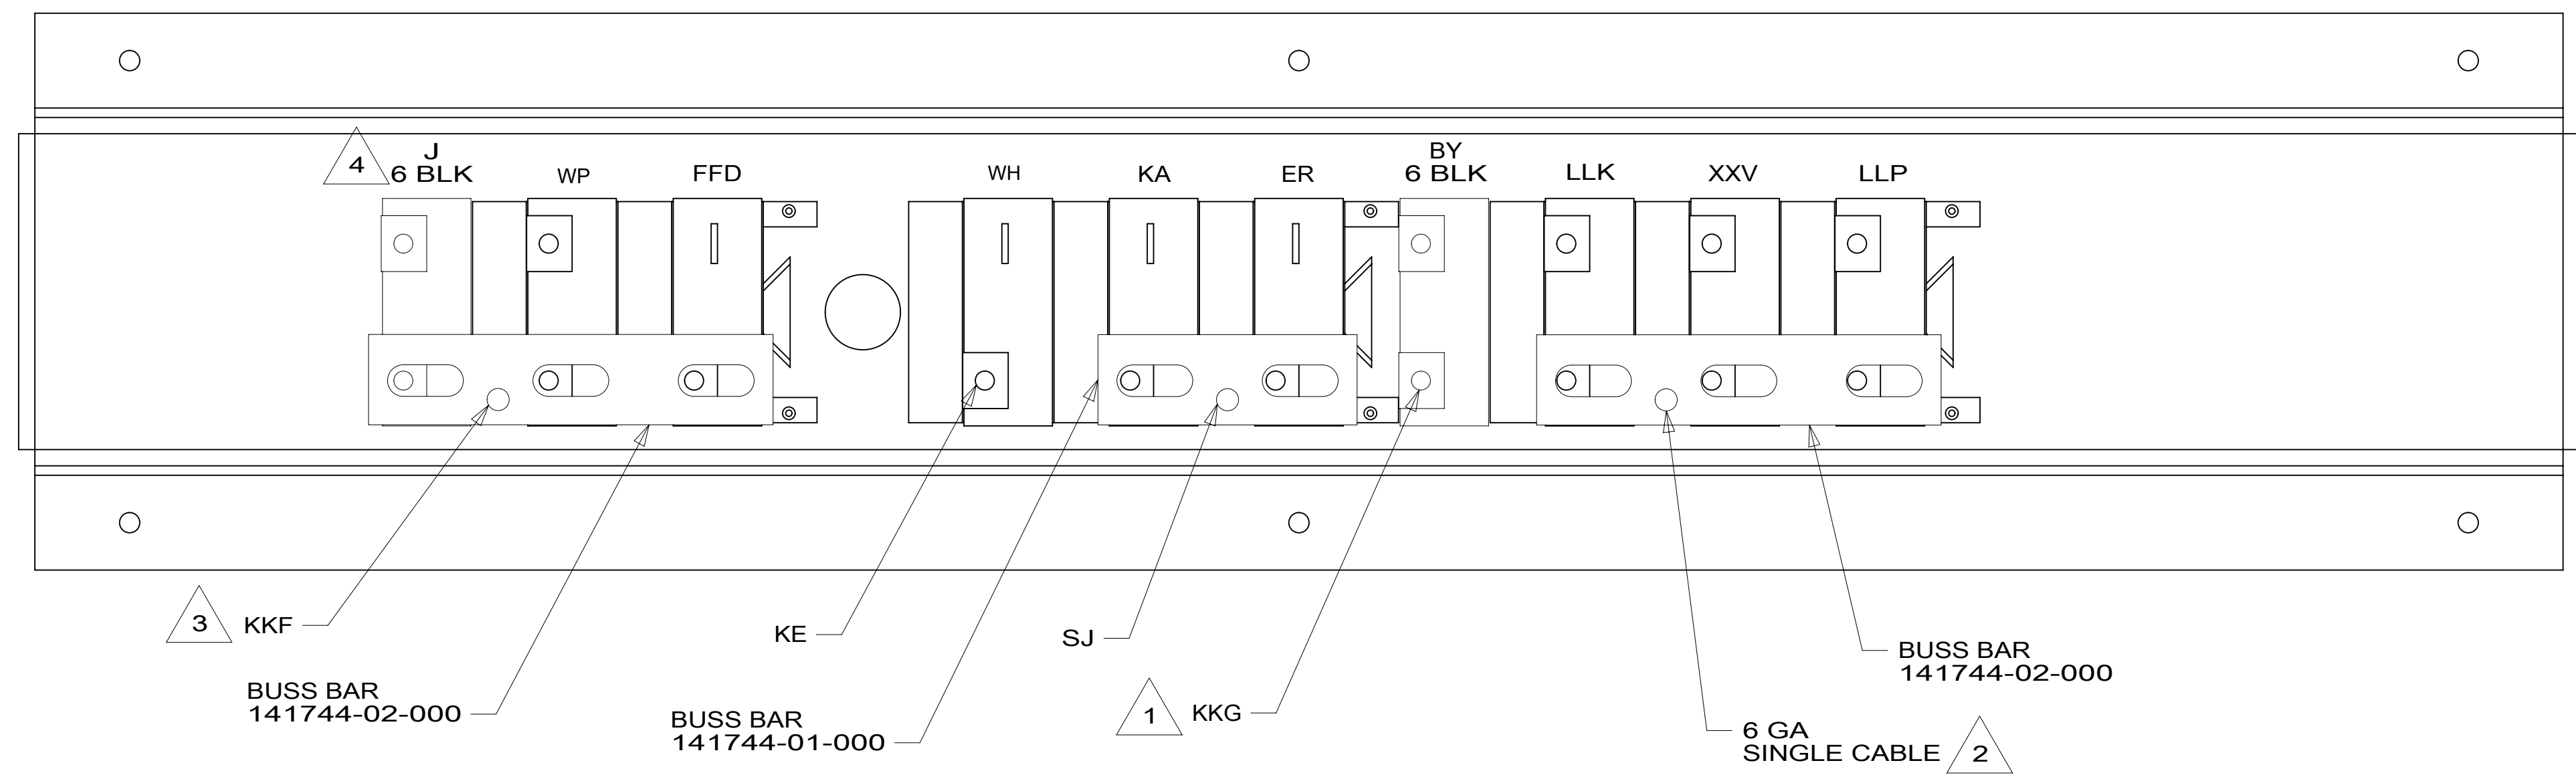 4
J
6 BLK
WP
FFD
WH
KA
ER
BY
6 BLK
LLK
XXV
LLP
3
KKF
BUSS BAR
141744-02-000
KE
BUSS BAR
141744-01-000
SJ
1
KKG
6 GA
SINGLE CABLE
2
BUSS BAR
141744-02-000